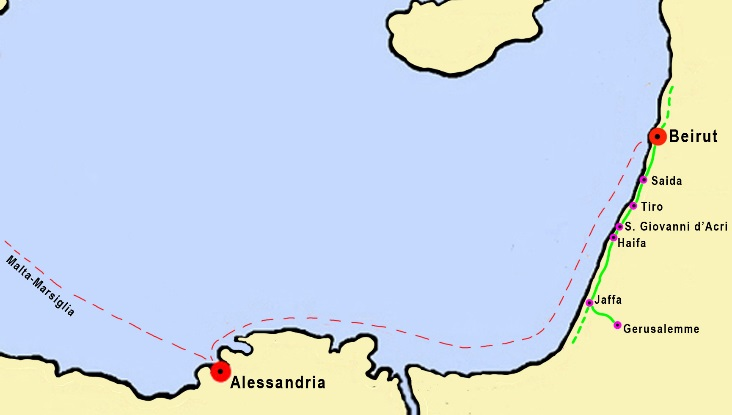 Beirut
Saida
Tiro
S. Giovanni d'Acri
Haifa
Malta-Marsiglia
Jaffa
Gerusalemme
Alessandria